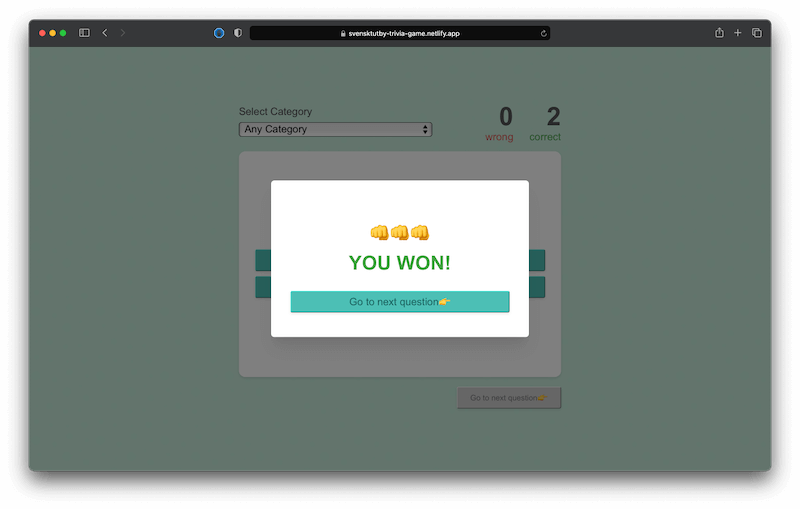 svensktutby-trivia-game.netlify.app
Select Category
0 2
Any Category
wrong correct
👊👊👊
YOU WON!
Go to next question👉
Go to next question👉